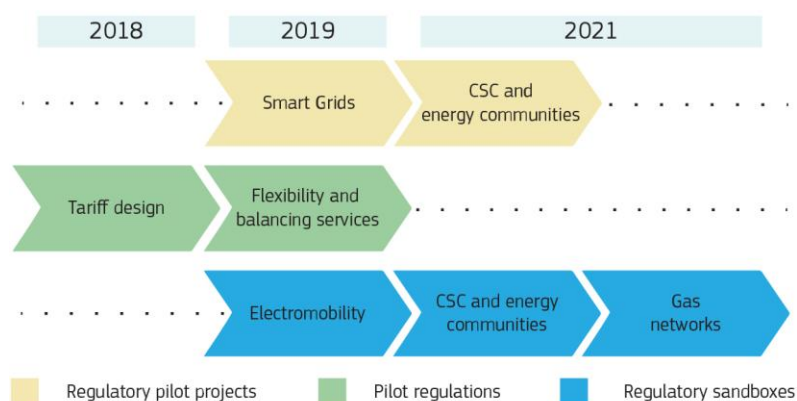 2018 2019 2021
Smart Grids
CSC and
energy communities
Tariff design
Flexibility and
balancing services
Electromobility
CSC and energy
communities
Gas
networks
Regulatory pilot projects
Pilot regulations
Regulatory sandboxes